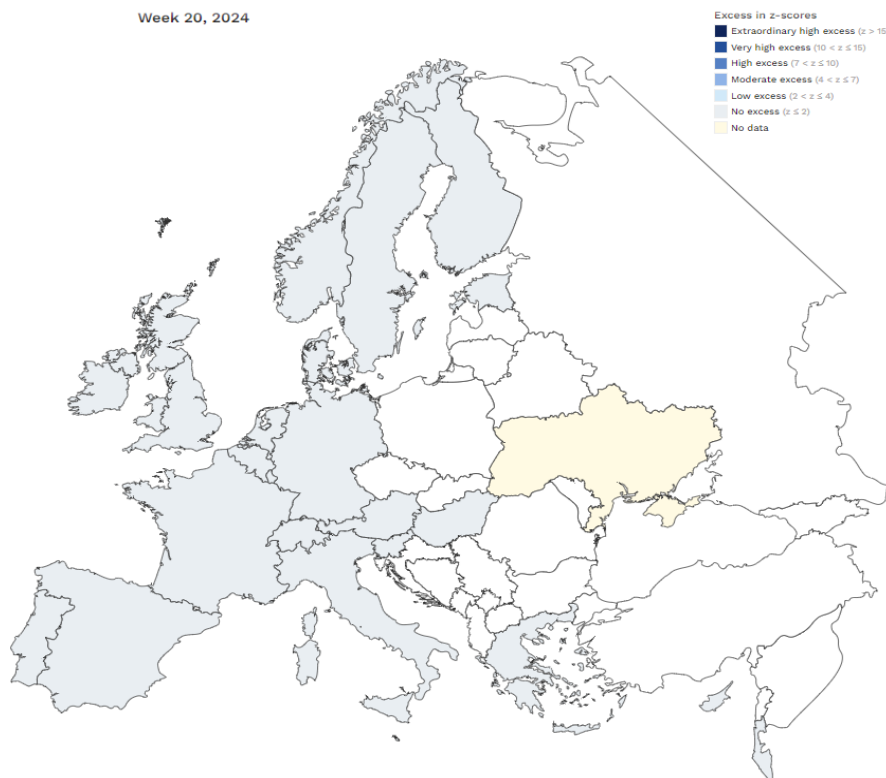 Week 20, 2024
Excess in z-scores
Extraordinary high excess (z > 15
Very high excess (10 < z ≤ 15)
High excess (7 < z ≤ 10)
Moderate excess (4 < z ≤ 7)
Low excess (2 < z ≤ 4)
No excess (z ≤ 2)
No data